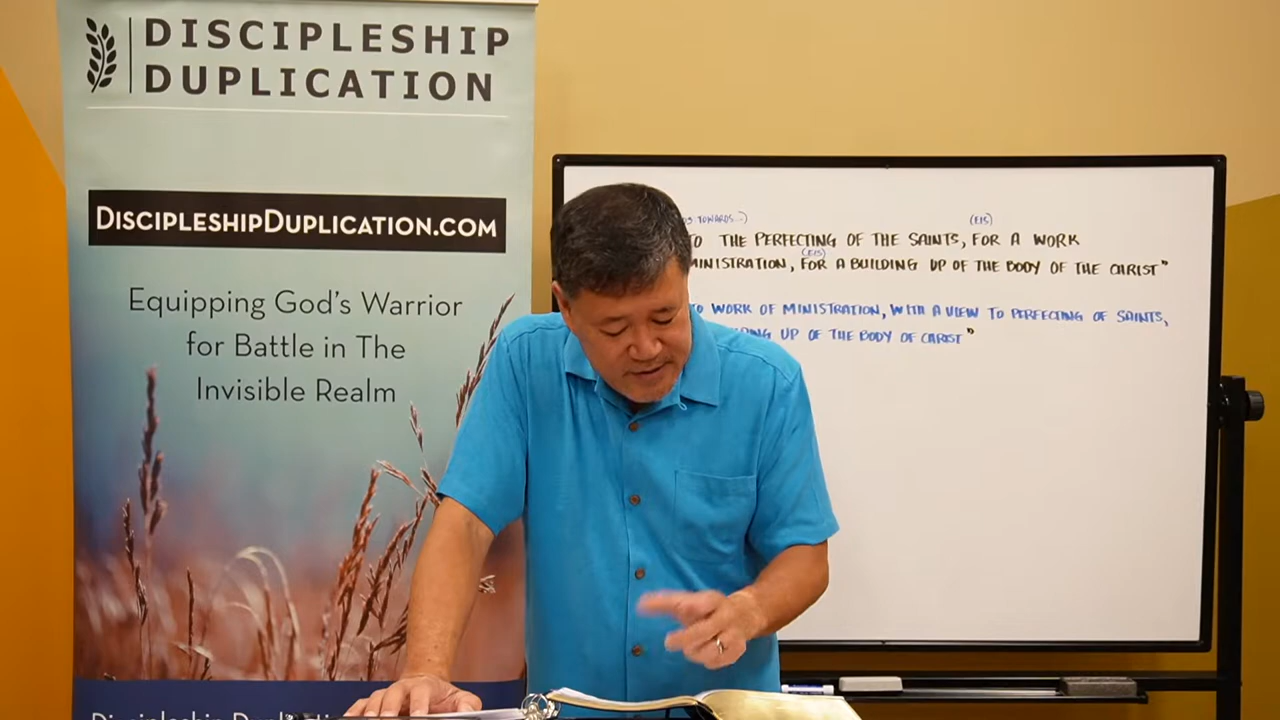 DISCIPLESHIP
DUPLICATION
DISCIPLESHIPDUPLICATION.COM
Equipping God's Warrior
for Battle in The
Invisible Realm
TOWARDS..) (EIS)
TO THE PERFECTING OF THE SAINTS, FOR A WORK
(EIS)
MINISTRATION, FOR A BUILDING UP OF THE BODY OF THE CHRIST"
TO WORK OF MINISTRATION, WITH A VIEW TO PERFECTING OF SAINTS,
UP OF THE BODY OF CHRIST"
Discipleship